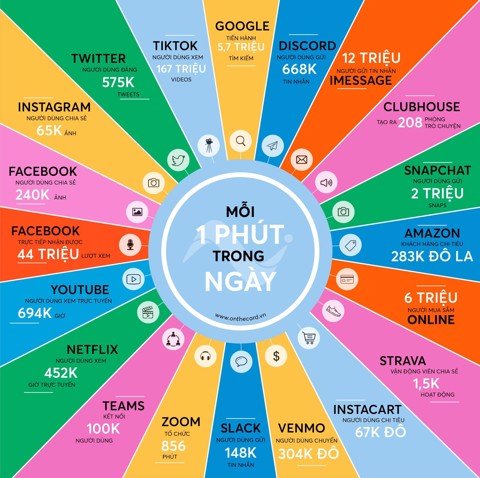 GOOGLE
TIẾN HÀNH
5,7 TRIỆU
TÌM KIẾM
DISCORD
NGƯỜI DÙNG GỬI
668K
TIN NHẮN
12 TRIỆU
NGƯỜI GỬI TIN NHẮN
IMESSAGE
CLUBHOUSE
TẠO RA 208 PHÒNG
TRÒ CHUYỆN
SNAPCHAT
NGƯỜI DÙNG GỬI
2 TRIỆU
SNAPS
AMAZON
KHÁCH HÀNG CHI TIÊU
283K ĐÔ LA
6 TRIỆU
NGƯỜI MUA SẮM
ONLINE
STRAVA
VẬN ĐỘNG VIÊN CHIA SẺ
1,5K
HOẠT ĐỘNG
INSTACART
NGƯỜI DÙNG CHI TIÊU
67K ĐÔ
VENMO
NGƯỜI DÙNG CHUYỂN
304K ĐÔ
SLACK
NGƯỜI DÙNG GỬI
148K
TIN NHẮN
ZOOM
TỔ CHỨC
856
PHÚT
TEAMS
KẾT NỐI
100K
NGƯỜI DÙNG
NETFLIX
NGƯỜI DÙNG XEM
452K
GIỜ TRỰC TUYẾN
YOUTUBE
NGƯỜI DÙNG XEM TRỰC TUYẾN
694K GIỜ
FACEBOOK
TRỰC TIẾP NHẬN ĐƯỢC
44 TRIỆU LƯỢT XEM
FACEBOOK
NGƯỜI DÙNG CHIA SẺ
240K ẢNH
INSTAGRAM
NGƯỜI DÙNG CHIA SẺ
65K ẢNH
TWITTER
NGƯỜI DÙNG ĐĂNG
575K
TWEETS
TIKTOK
NGƯỜI DÙNG XEM
167 TRIỆU
VIDEOS
MỖI
1 PHÚT
TRONG
NGÀY
www.onthecard.vn